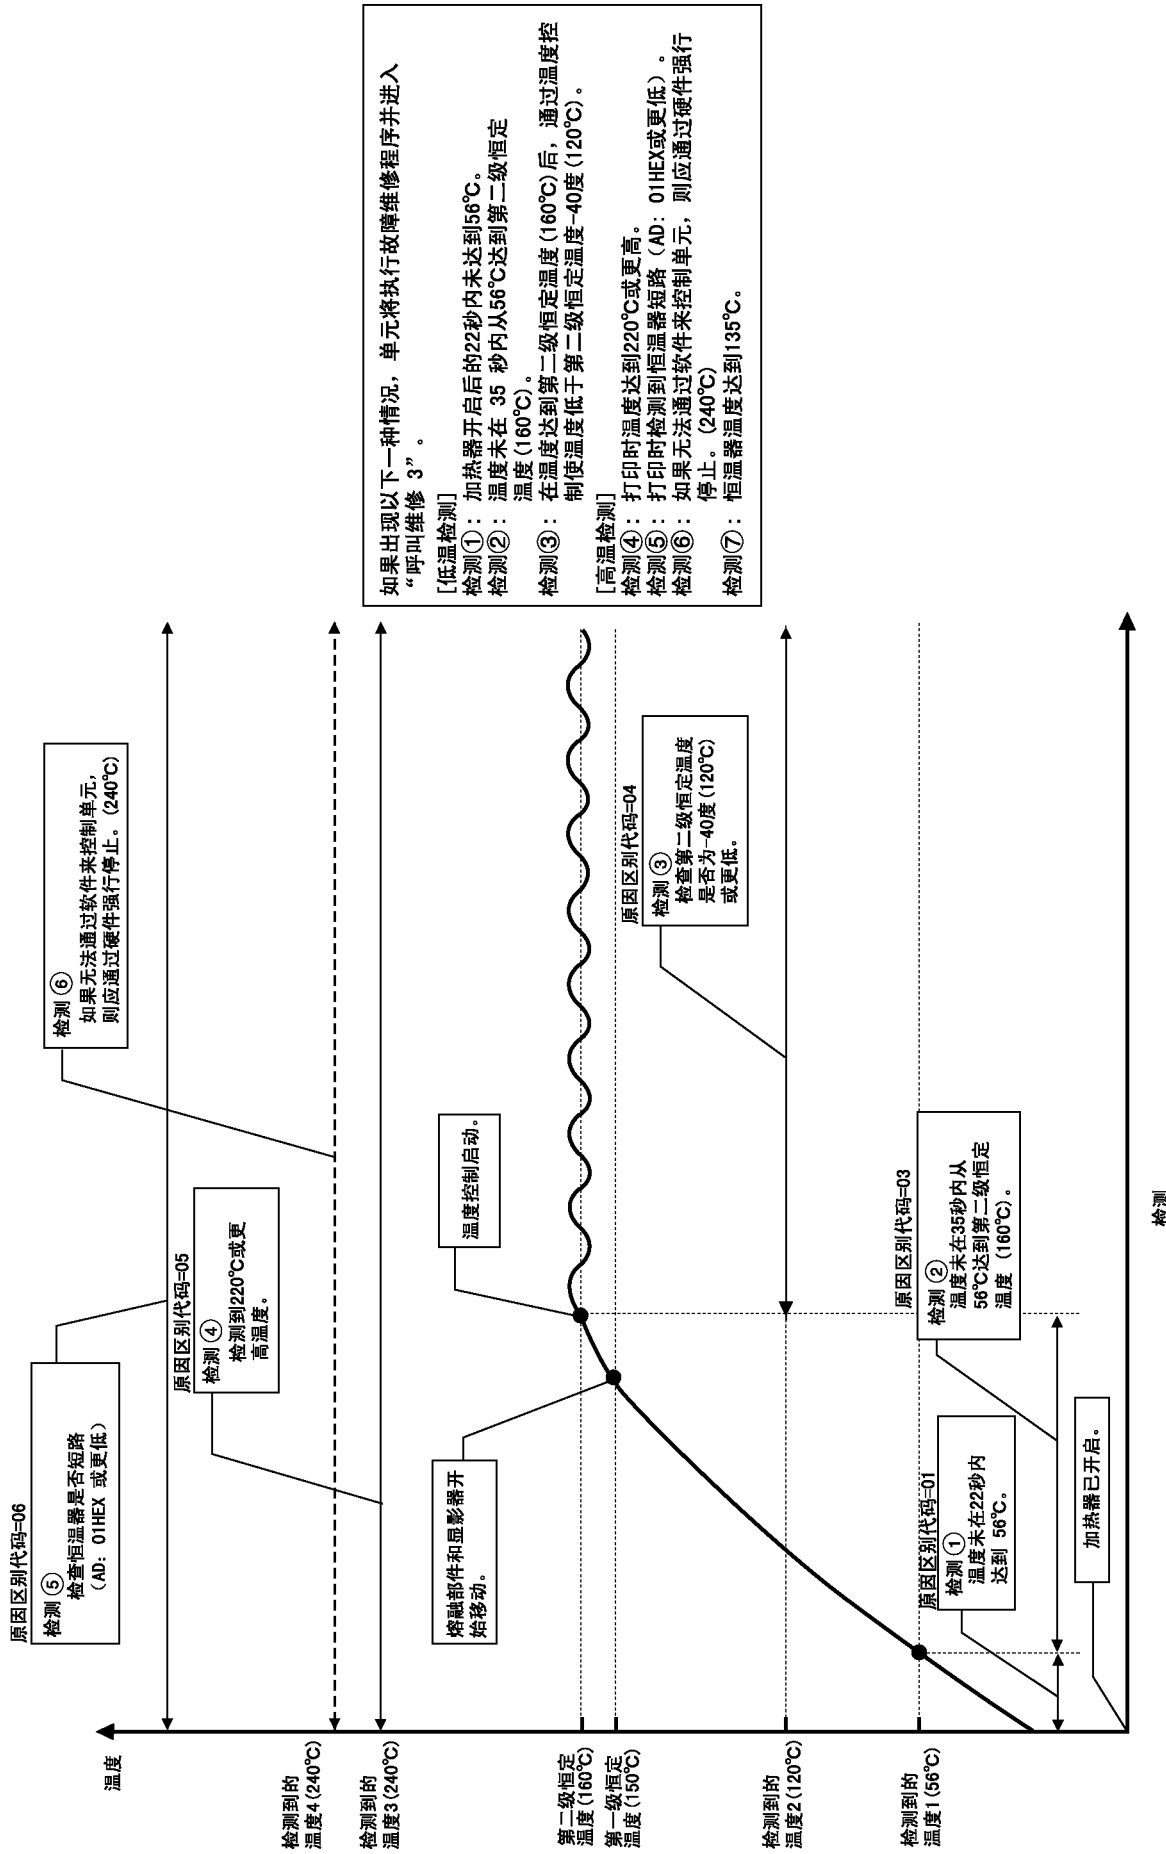 温度
原因区别代码=06
检测⑤
检查恒温器是否短路
(AD: 01HEX 或更低)
检测⑥
如果无法通过软件来控制单元,
则应通过硬件强行停止。(240℃)
原因区别代码=05
检测④
检测到220℃或更
高温度。
检测到的
温度4(240℃)
检测到的
温度3(240℃)
温度控制启动。
熔融部件和显影器开
始移动。
第二级恒定
温度(160℃)
第一级恒定
温度(150℃)
原因区别代码=04
检测③
检查第二级恒定温度
是否为-40度(120℃)
或更低。
检测到的
温度2(120℃)
原因区别代码=03
检测②
温度未在35秒内从
56℃达到第二级恒定
温度 (160℃)。
检测到的
温度1(56℃)
原因区别代码=01
检测①
温度未在22秒内
达到 56℃。
加热器已开启。
检测
如果出现以下一种情况，单元将执行故障维修程序并进入
“呼叫维修 3”。
[低温检测]
检测①: 加热器开启后的22秒内未达到56℃。
检测②: 温度未在 35 秒内从56℃达到第二级恒定
温度(160℃)。
检测③: 在温度达到第二级恒定温度(160℃)后，通过温度控
制使温度低于第二级恒定温度-40度(120℃)。
[高温检测]
检测④: 打印时温度达到220℃或更高。
检测⑤: 打印时检测到恒温器短路（AD: 01HEX或更低）。
检测⑥: 如果无法通过软件来控制单元，则应通过硬件强行
停止。(240℃)
检测⑦: 恒温器温度达到135℃。